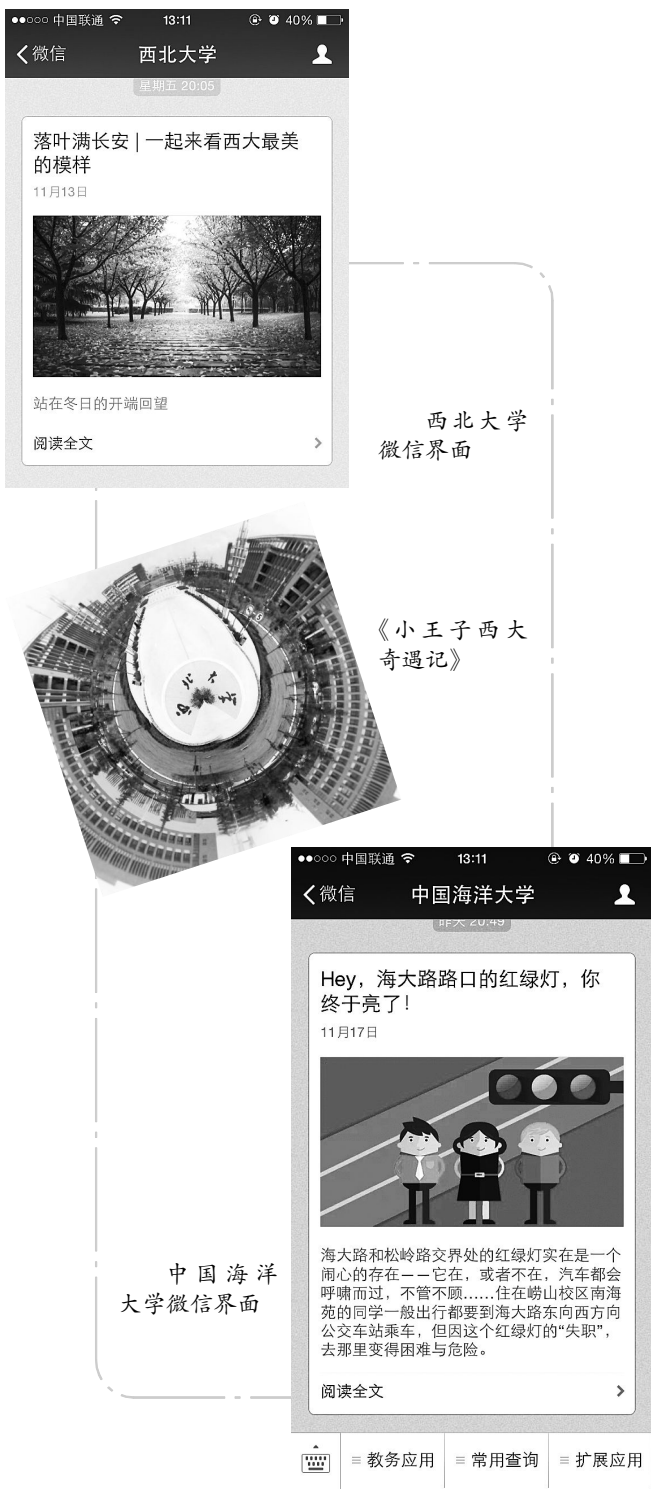 中国联通 13:11 40%
微信 西北大学
星期五 20:05
落叶满长安 | 一起来看西大最美
的模样
11月13日
站在冬日的开端回望
阅读全文
西北大学
微信界面
《小王子西大
奇遇记》
中国联通 13:11 40%
微信 中国海洋大学
昨天 20:49
Hey，海大路路口的红绿灯，你
终于亮了！
11月17日
海大路和松岭路交界处的红绿灯实在是一个
闹心的存在——它在，或者不在，汽车都会
呼啸而过，不管不顾……住在崂山校区南海
苑的同学一般出行都要到海大路东向西方向
公交车站乘车，但因这个红绿灯的“失职”，
去那里变得困难与危险。
阅读全文
中国海洋
大学微信界面
教务应用 常用查询 扩展应用